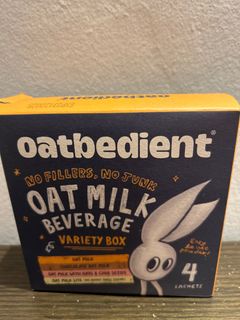 oatbedient®
NO FILLERS, NO JUNK
OAT MILK
BEVERAGE
VARIETY BOX
OAT MILK
CHOCOLATE OAT MILK
OAT MILK WITH OATS & CHIA SEEDS
4
SACHETS